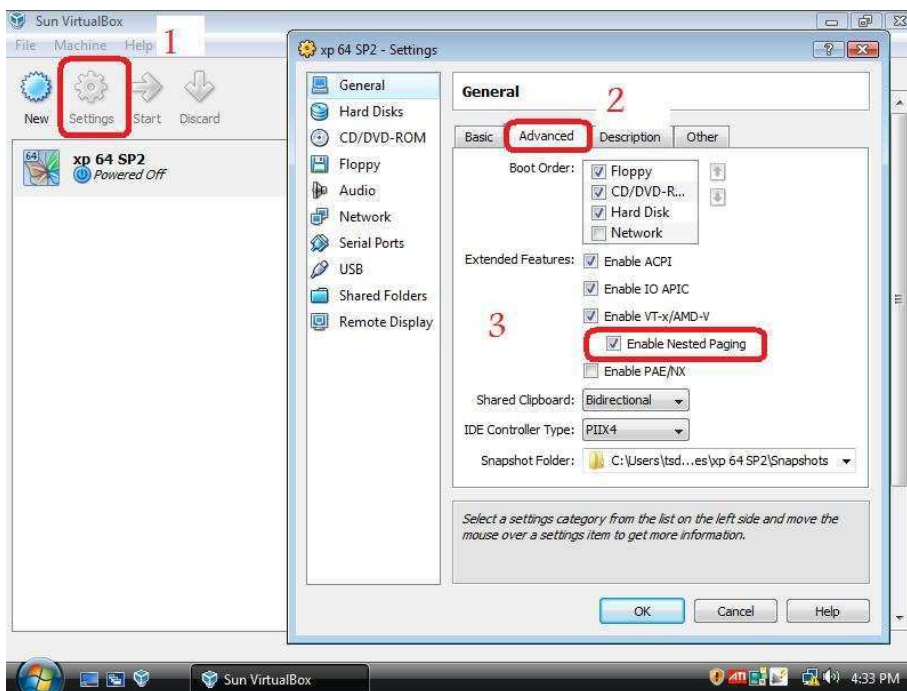 Sun VirtualBox
File Machine Help 1
New Settings Start Discard
64 xp 64 SP2
Powered Off
xp 64 SP2 - Settings
General
Hard Disks
CD/DVD-ROM
Floppy
Audio
Network
Serial Ports
USB
Shared Folders
Remote Display
General
2
Basic Advanced Description Other
Boot Order: Floppy
CD/DVD-R...
Hard Disk
Network
Extended Features: Enable ACPI
Enable IO APIC
Enable VT-x/AMD-V
3
Enable Nested Paging
Enable PAE/NX
Shared Clipboard: Bidirectional
IDE Controller Type: PIIX4
Snapshot Folder: C:\Users\tsd...es\xp 64 SP2\Snapshots
Select a settings category from the list on the left side and move the
mouse over a settings item to get more information.
OK Cancel Help
Sun VirtualBox ATI 4:33 PM